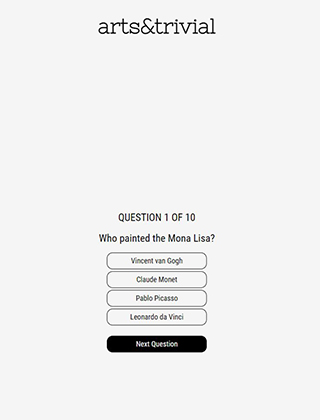 arts&trivial
QUESTION 1 OF 10
Who painted the Mona Lisa?
Vincent van Gogh
Claude Monet
Pablo Picasso
Leonardo da Vinci
Next Question